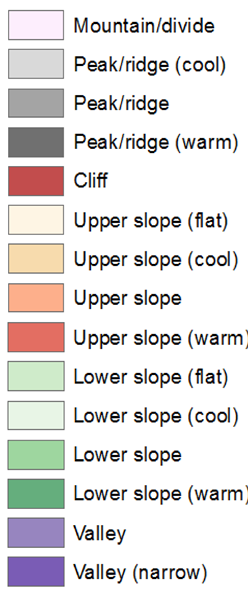 Mountain/divide
Peak/ridge (cool)
Peak/ridge
Peak/ridge (warm)
Cliff
Upper slope (flat)
Upper slope (cool)
Upper slope
Upper slope (warm)
Lower slope (flat)
Lower slope (cool)
Lower slope
Lower slope (warm)
Valley
Valley (narrow)